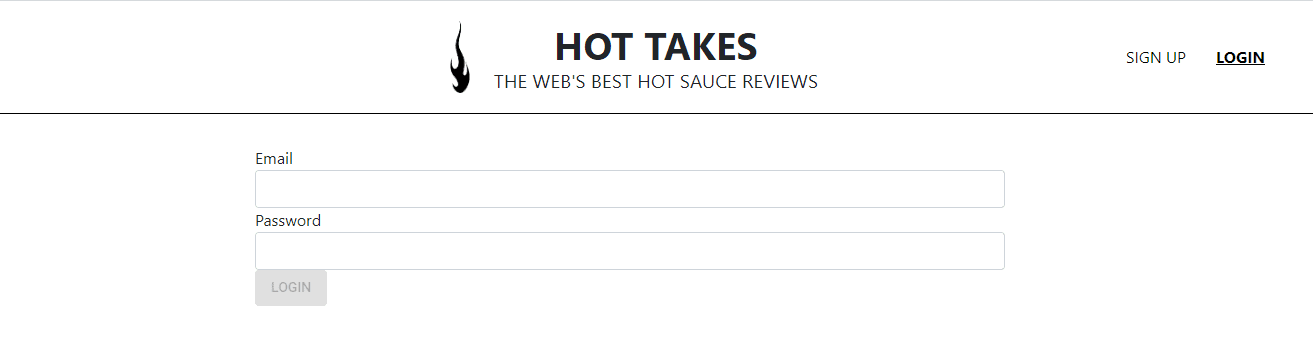 HOT TAKES
THE WEB'S BEST HOT SAUCE REVIEWS
SIGN UP
LOGIN
Email
Password
LOGIN